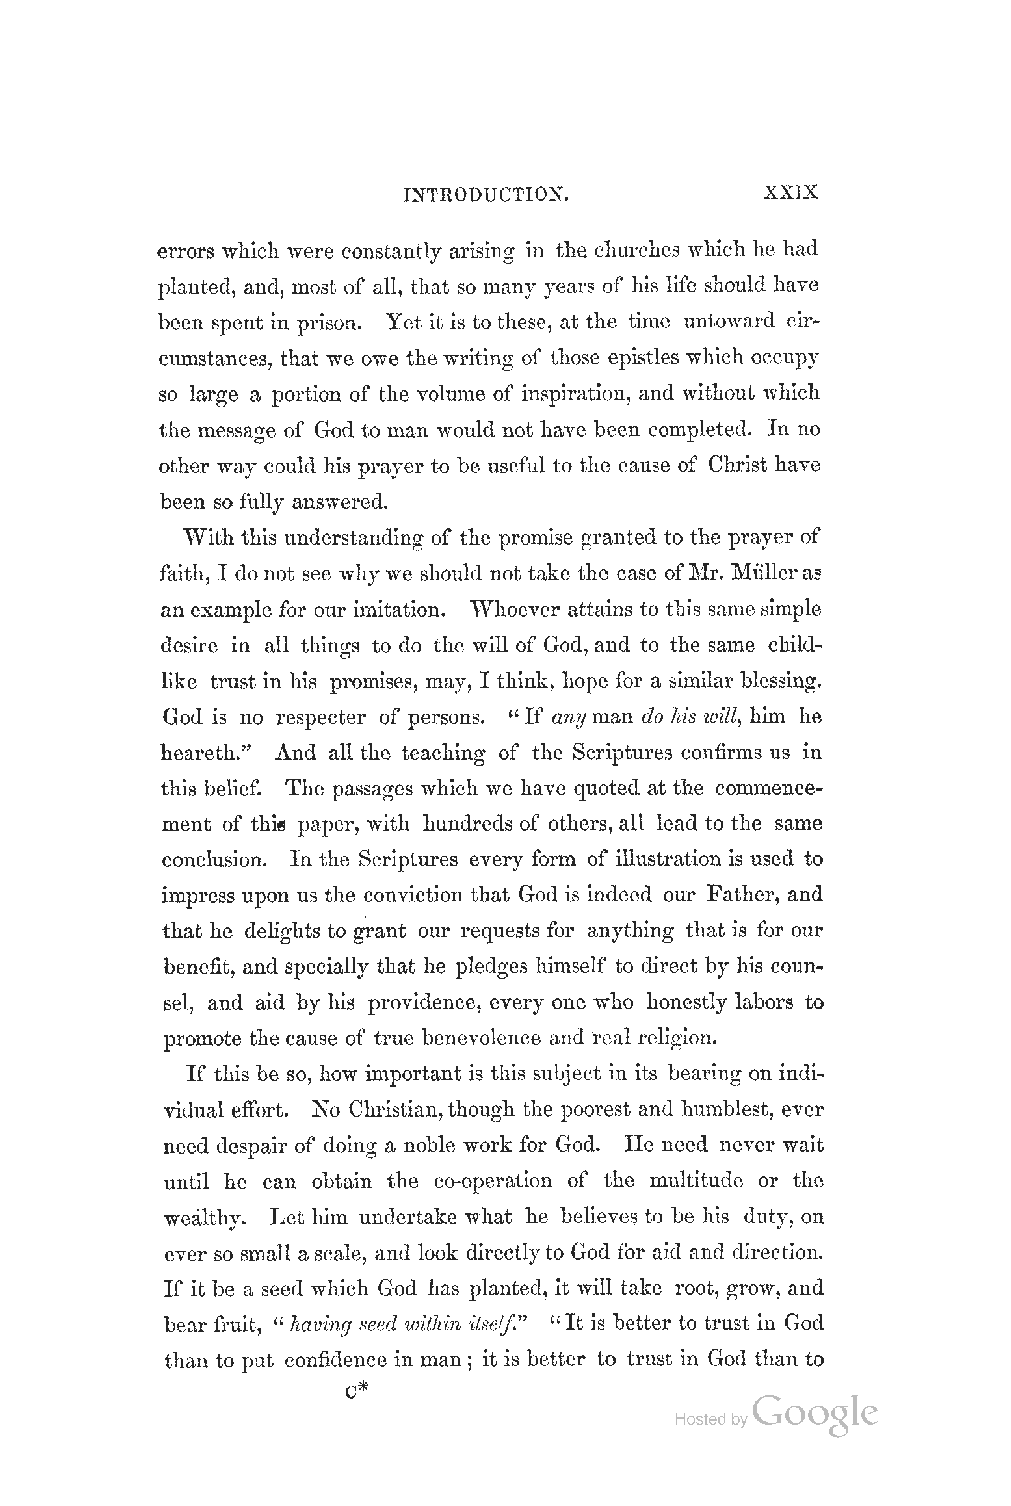 INTRODUCTION. XXIX
errors which were constantly arising in the churches which he had
planted, and, most of all, that so many years of his life should have
been spent in prison. Yet it is to these, at the time untoward cir-
cumstances, that we owe the writing of those epistles which occupy
so large a portion of the volume of inspiration, and without which
the message of God to man would not have been completed. In no
other way could his prayer to be useful to the cause of Christ have
been so fully answered.
With this understanding of the promise granted to the prayer of
faith, I do not see why we should not take the case of Mr. Müller as
an example for our imitation. Whoever attains to this same simple
desire in all things to do the will of God, and to the same child-
like trust in his promises, may, I think, hope for a similar blessing.
God is no respecter of persons. “If any man do his will, him he
heareth.” And all the teaching of the Scriptures confirms us in
this belief. The passages which we have quoted at the commence-
ment of this paper, with hundreds of others, all lead to the same
conclusion. In the Scriptures every form of illustration is used to
impress upon us the conviction that God is indeed our Father, and
that he delights to grant our requests for anything that is for our
benefit, and specially that he pledges himself to direct by his coun-
sel, and aid by his providence, every one who honestly labors to
promote the cause of true benevolence and real religion.
If this be so, how important is this subject in its bearing on indi-
vidual effort. No Christian, though the poorest and humblest, ever
need despair of doing a noble work for God. He need never wait
until he can obtain the co-operation of the multitude or the
wealthy. Let him undertake what he believes to be his duty, on
ever so small a scale, and look directly to God for aid and direction.
If it be a seed which God has planted, it will take root, grow, and
bear fruit, “having seed within itself.” “It is better to trust in God
than to put confidence in man; it is better to trust in God than to
C*
Hosted by Google